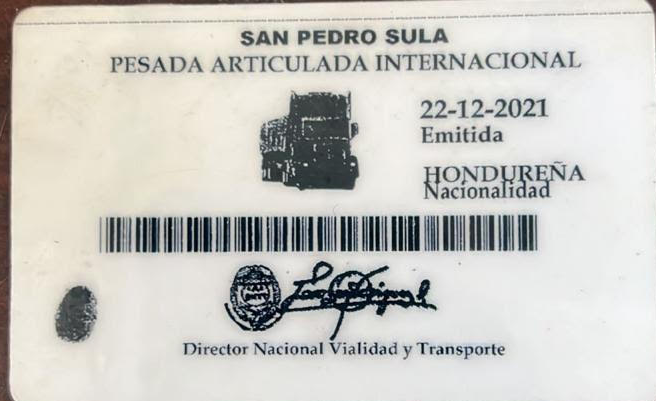 SAN PEDRO SULA
PESADA ARTICULADA INTERNACIONAL
22-12-2021
Emitida
HONDUREÑA
Nacionalidad
Director Nacional Vialidad y Transporte